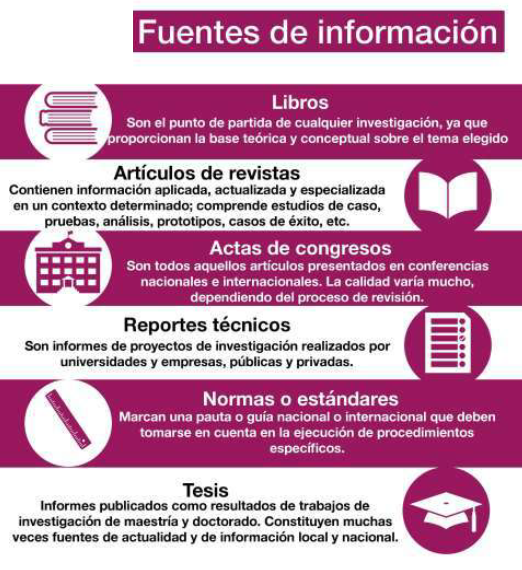 Fuentes de información
Libros
Son el punto de partida de cualquier investigación, ya que
proporcionan la base teórica y conceptual sobre el tema elegido
Artículos de revistas
Contienen información aplicada, actualizada y especializada
en un contexto determinado; comprende estudios de caso,
pruebas, análisis, prototipos, casos de éxito, etc.
Actas de congresos
Son todos aquellos artículos presentados en conferencias
nacionales e internacionales. La calidad varía mucho,
dependiendo del proceso de revisión.
Reportes técnicos
Son informes de proyectos de investigación realizados por
universidades y empresas, públicas y privadas.
Normas o estándares
Marcan una pauta o guía nacional o internacional que deben
tomarse en cuenta en la ejecución de procedimientos
específicos.
Tesis
Informes publicados como resultados de trabajos de
investigación de maestría y doctorado. Constituyen muchas
veces fuentes de actualidad y de información local y nacional.